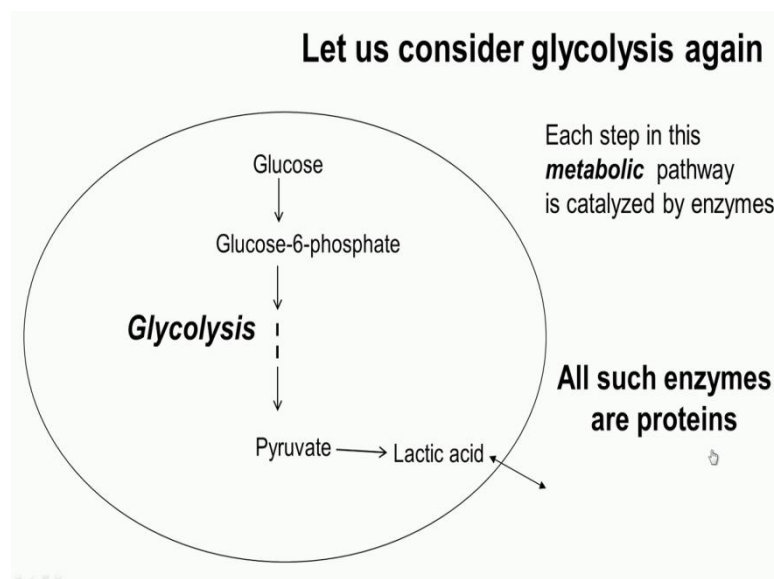 Let us consider glycolysis again
Each step in this
metabolic pathway
is catalyzed by enzymes
Glucose
Glucose-6-phosphate
Glycolysis
Pyruvate
Lactic acid
All such enzymes
are proteins